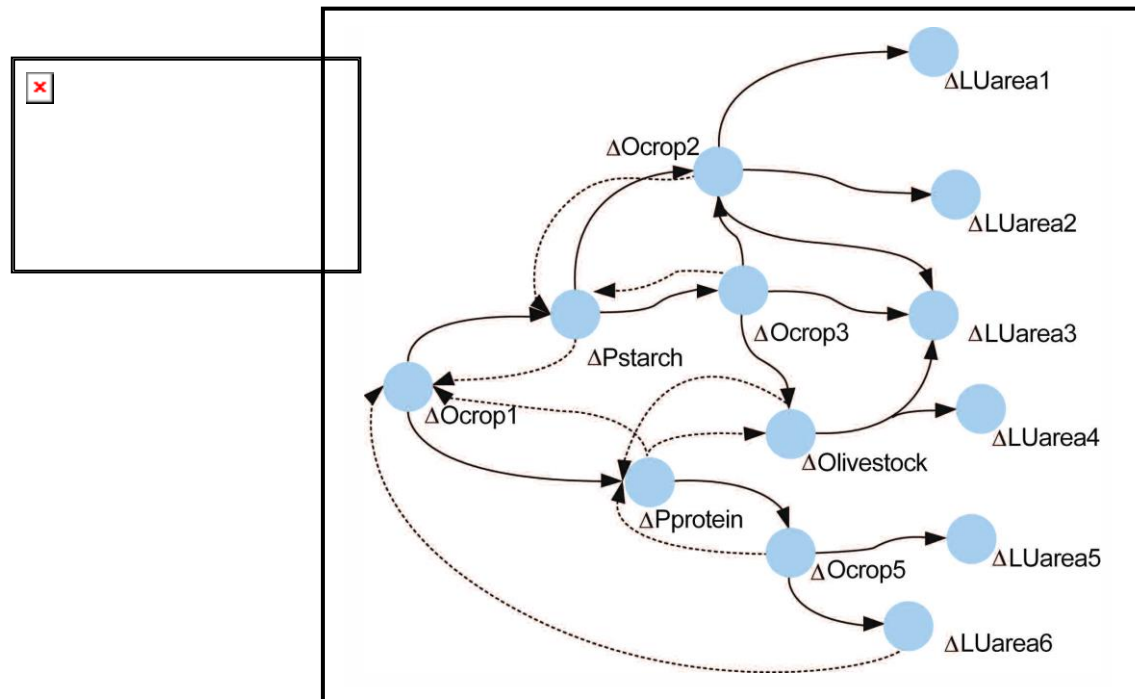 ΔLUarea1
ΔOcrop2
ΔLUarea2
ΔOcrop3
ΔLUarea3
ΔPstarch
ΔOcrop1
ΔLUarea4
ΔOlivestock
ΔPprotein
ΔOcrop5
ΔLUarea5
ΔLUarea6